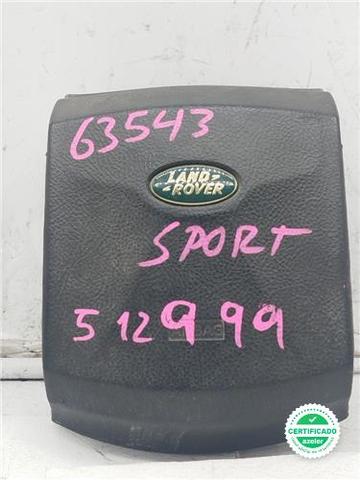 63543
LAND-
ROVER
SPORT
512999
CERTIFICADO
azeler